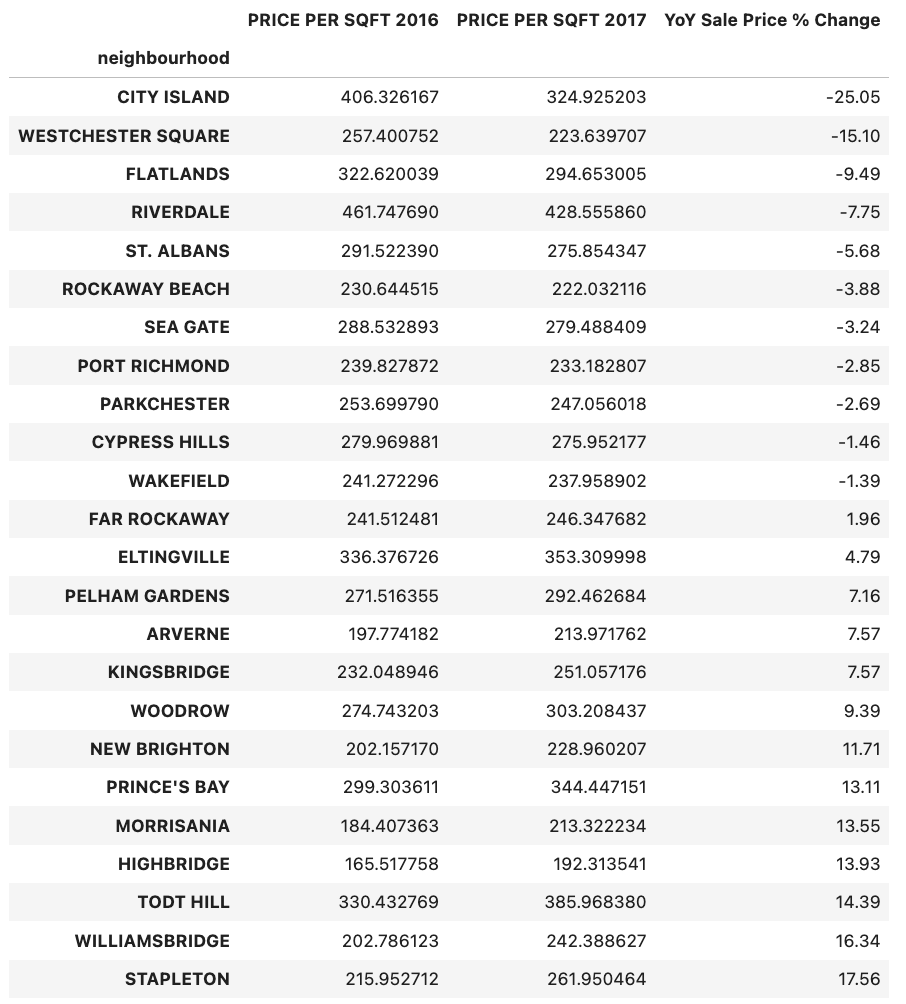 PRICE PER SQFT 2016 PRICE PER SQFT 2017 YoY Sale Price % Change
neighbourhood
CITY ISLAND 406.326167 324.925203 -25.05
WESTCHESTER SQUARE 257.400752 223.639707 -15.10
FLATLANDS 322.620039 294.653005 -9.49
RIVERDALE 461.747690 428.555860 -7.75
ST. ALBANS 291.522390 275.854347 -5.68
ROCKAWAY BEACH 230.644515 222.032116 -3.88
SEA GATE 288.532893 279.488409 -3.24
PORT RICHMOND 239.827872 233.182807 -2.85
PARKCHESTER 253.699790 247.056018 -2.69
CYPRESS HILLS 279.969881 275.952177 -1.46
WAKEFIELD 241.272296 237.958902 -1.39
FAR ROCKAWAY 241.512481 246.347682 1.96
ELTINGVILLE 336.376726 353.309998 4.79
PELHAM GARDENS 271.516355 292.462684 7.16
ARVERNE 197.774182 213.971762 7.57
KINGSBRIDGE 232.048946 251.057176 7.57
WOODROW 274.743203 303.208437 9.39
NEW BRIGHTON 202.157170 228.960207 11.71
PRINCE'S BAY 299.303611 344.447151 13.11
MORRISANIA 184.407363 213.322234 13.55
HIGHBRIDGE 165.517758 192.313541 13.93
TODT HILL 330.432769 385.968380 14.39
WILLIAMSBRIDGE 202.786123 242.388627 16.34
STAPLETON 215.952712 261.950464 17.56